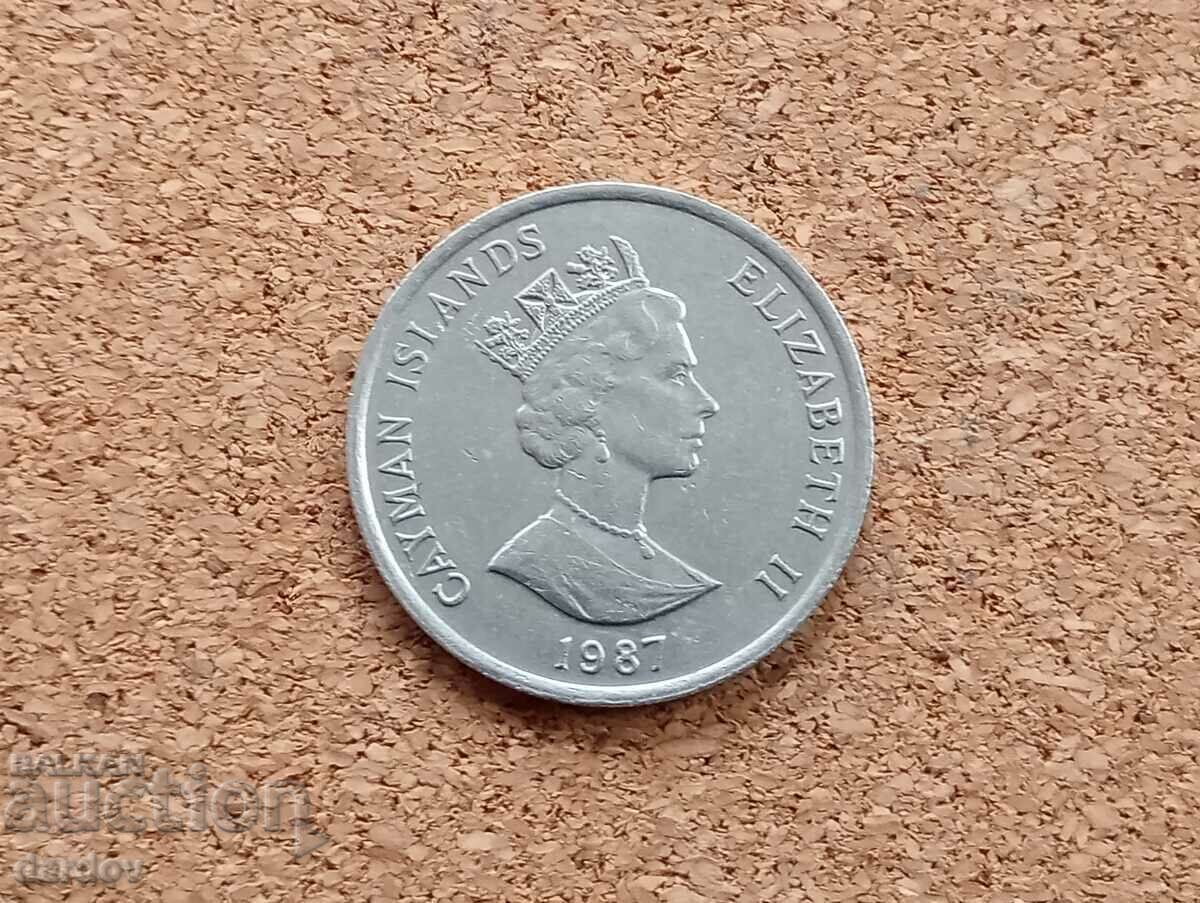 CAYMAN ISLANDS
ELIZABETH II
1987
BALKAN
auction
dardov